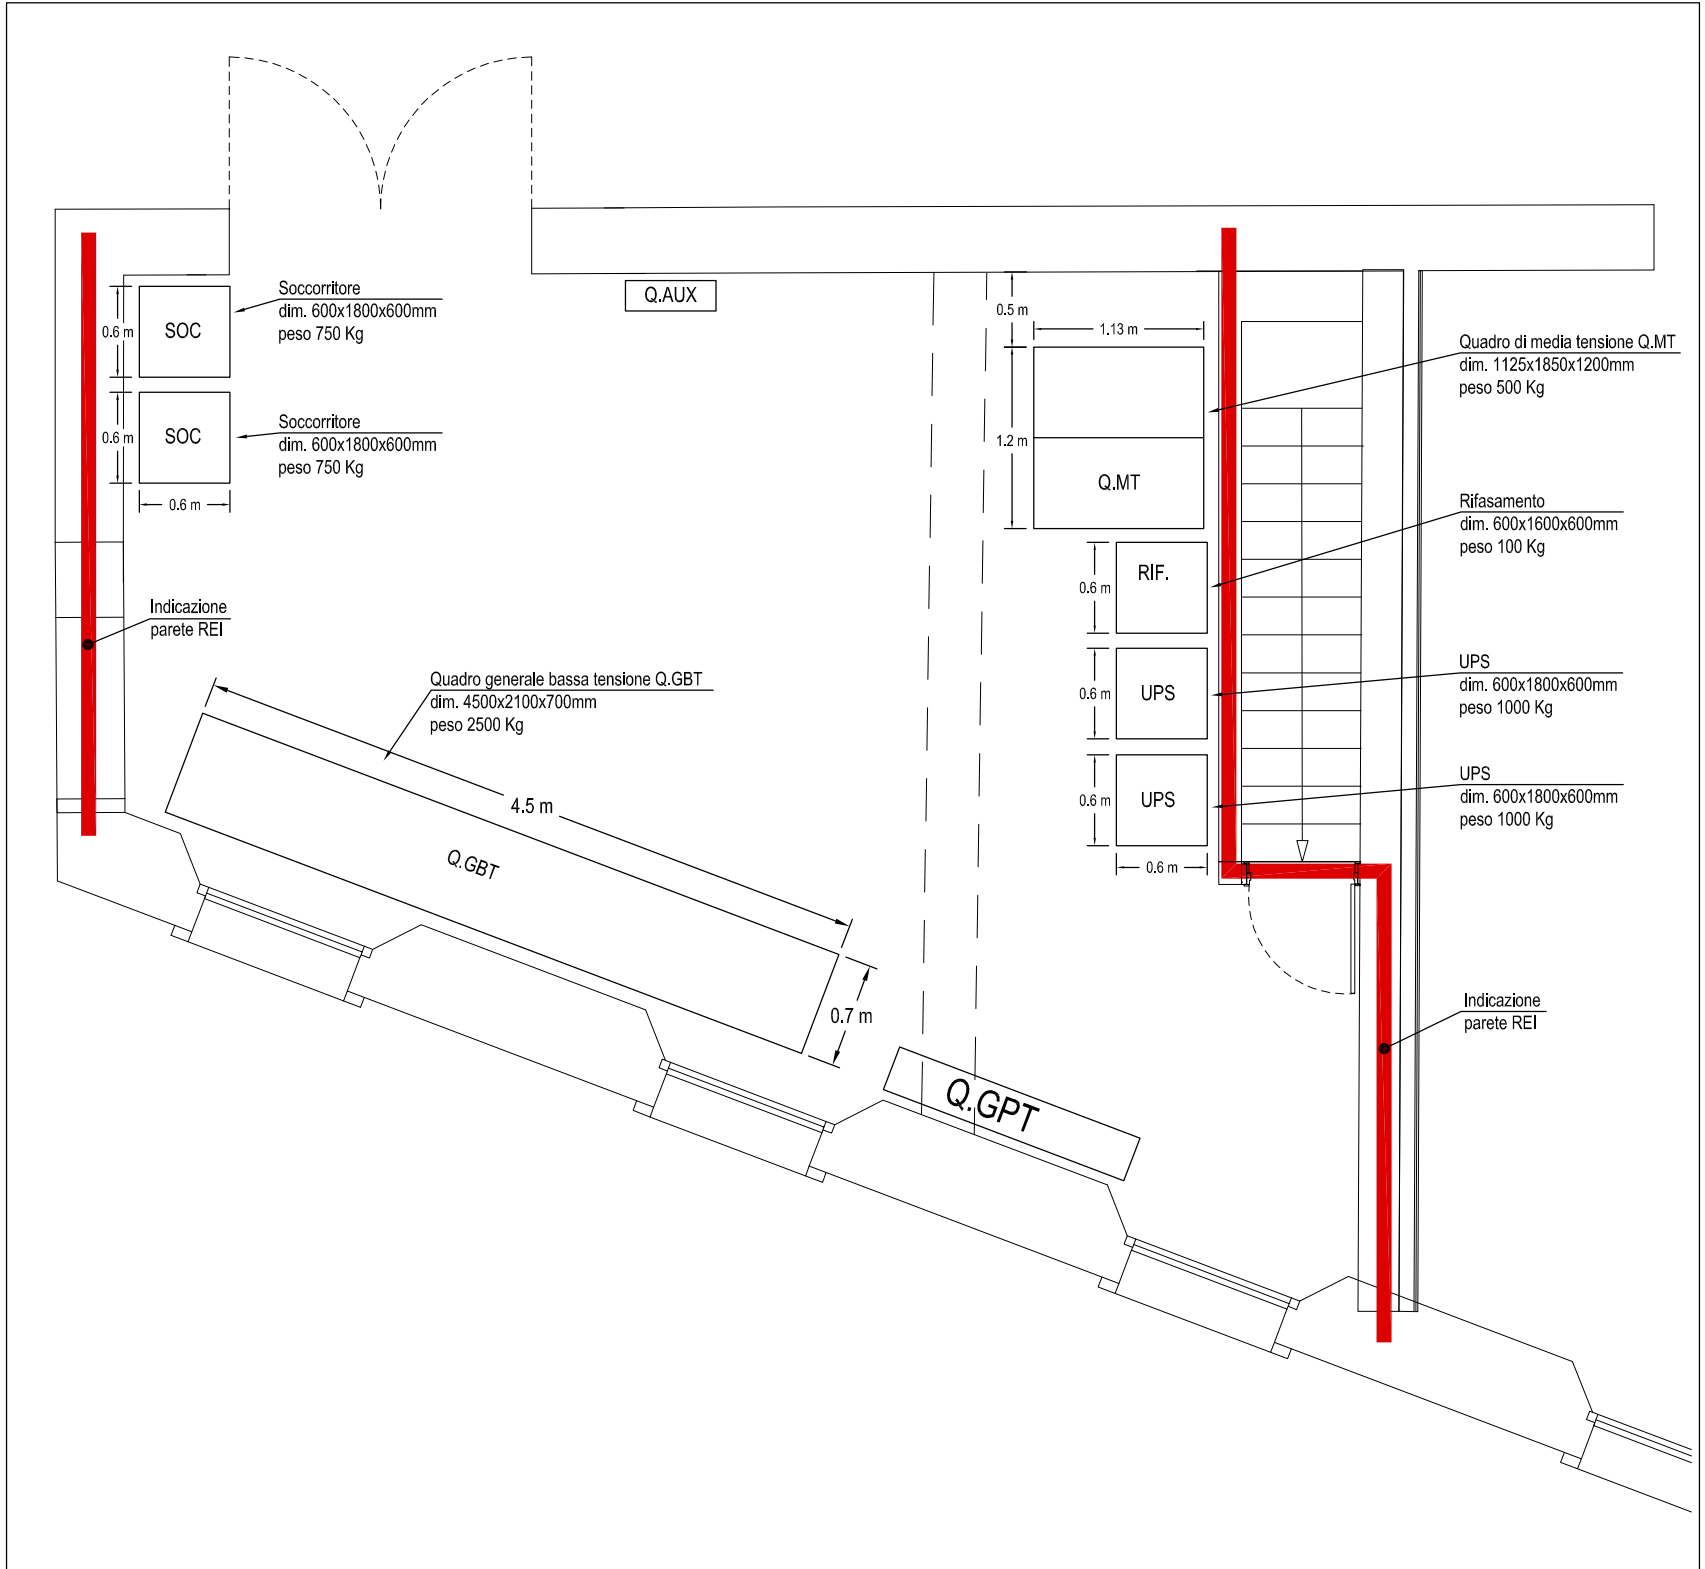 Q.AUX
Soccorritore
dim. 600x1800x600mm
peso 750 Kg
0.6 m
SOC
0.5 m
1.13 m
Quadro di media tensione Q.MT
dim. 1125x1850x1200mm
peso 500 Kg
Soccorritore
dim. 600x1800x600mm
peso 750 Kg
0.6 m
SOC
0.6 m
1.2 m
Q.MT
Rifasamento
dim. 600x1600x600mm
peso 100 Kg
RIF.
0.6 m
Indicazione
parete REI
Quadro generale bassa tensione Q.GBT
dim. 4500x2100x700mm
peso 2500 Kg
UPS
dim. 600x1800x600mm
peso 1000 Kg
0.6 m
UPS
UPS
dim. 600x1800x600mm
peso 1000 Kg
0.6 m
UPS
0.6 m
4.5 m
Q.GBT
0.7 m
Indicazione
parete REI
Q.GPT